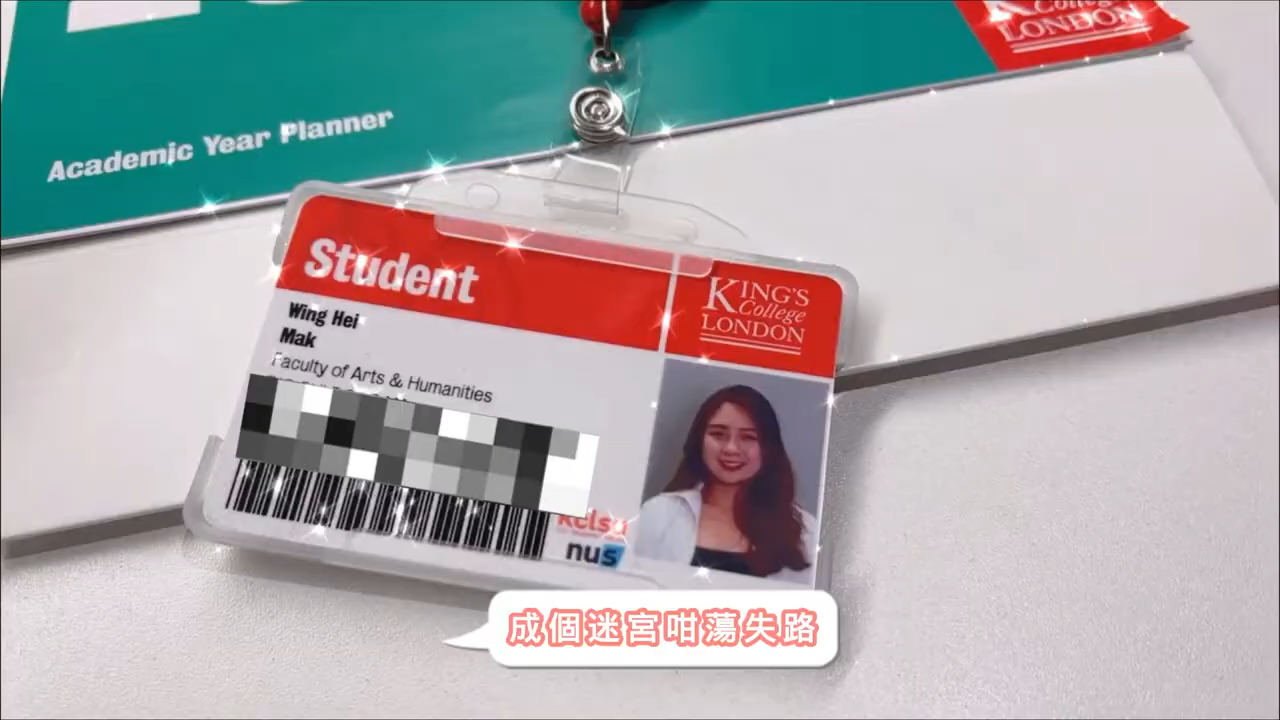 College
LONDON
Academic Year Planner
Student
KING'S
College
LONDON
Wing Hei
Mak
Faculty of Arts & Humanities
kclsu
nus
成個迷宮咁蕩失路